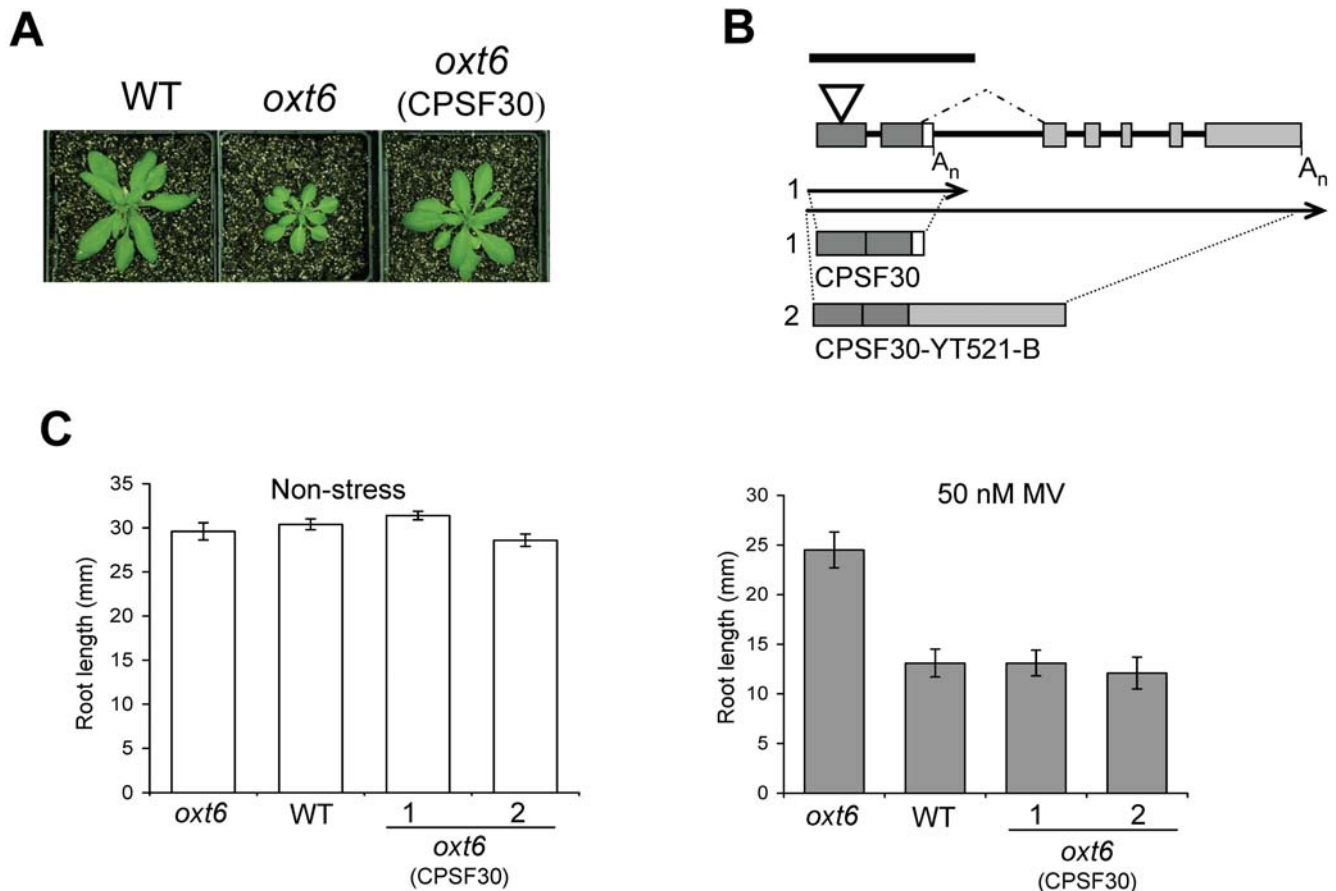 A
WT
oxt6
oxt6
(CPSF30)
B
An
An
1
1
CPSF30
2
CPSF30-YT521-B
C
Non-stress
Root length (mm)
35
30
25
20
15
10
5
0
oxt6
WT
1
2
oxt6
(CPSF30)
50 nM MV
Root length (mm)
30
25
20
15
10
5
0
oxt6
WT
1
2
oxt6
(CPSF30)